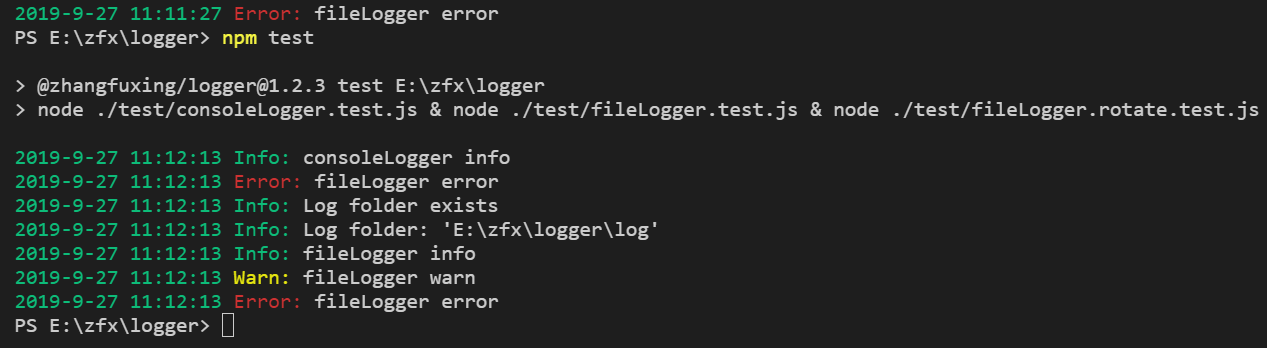 2019-9-27 11:11:27 Error: fileLogger error
PS E:\zfx\logger> npm test
> @zhangfuxing/logger@1.2.3 test E:\zfx\logger
> node ./test/consoleLogger.test.js & node ./test/fileLogger.test.js & node ./test/fileLogger.rotate.test.js
2019-9-27 11:12:13 Info: consoleLogger info
2019-9-27 11:12:13 Error: fileLogger error
2019-9-27 11:12:13 Info: Log folder exists
2019-9-27 11:12:13 Info: Log folder: 'E:\zfx\logger\log'
2019-9-27 11:12:13 Info: fileLogger info
2019-9-27 11:12:13 Warn: fileLogger warn
2019-9-27 11:12:13 Error: fileLogger error
PS E:\zfx\logger>